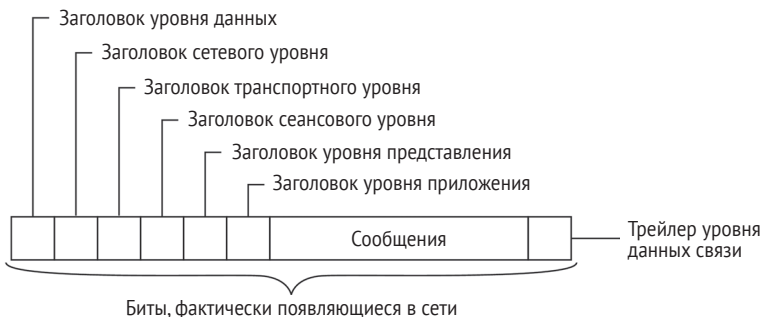 Заголовок уровня данных
Заголовок сетевого уровня
Заголовок транспортного уровня
Заголовок сеансового уровня
Заголовок уровня представления
Заголовок уровня приложения
Сообщения
Трейлер уровня
данных связи
Биты, фактически появляющиеся в сети